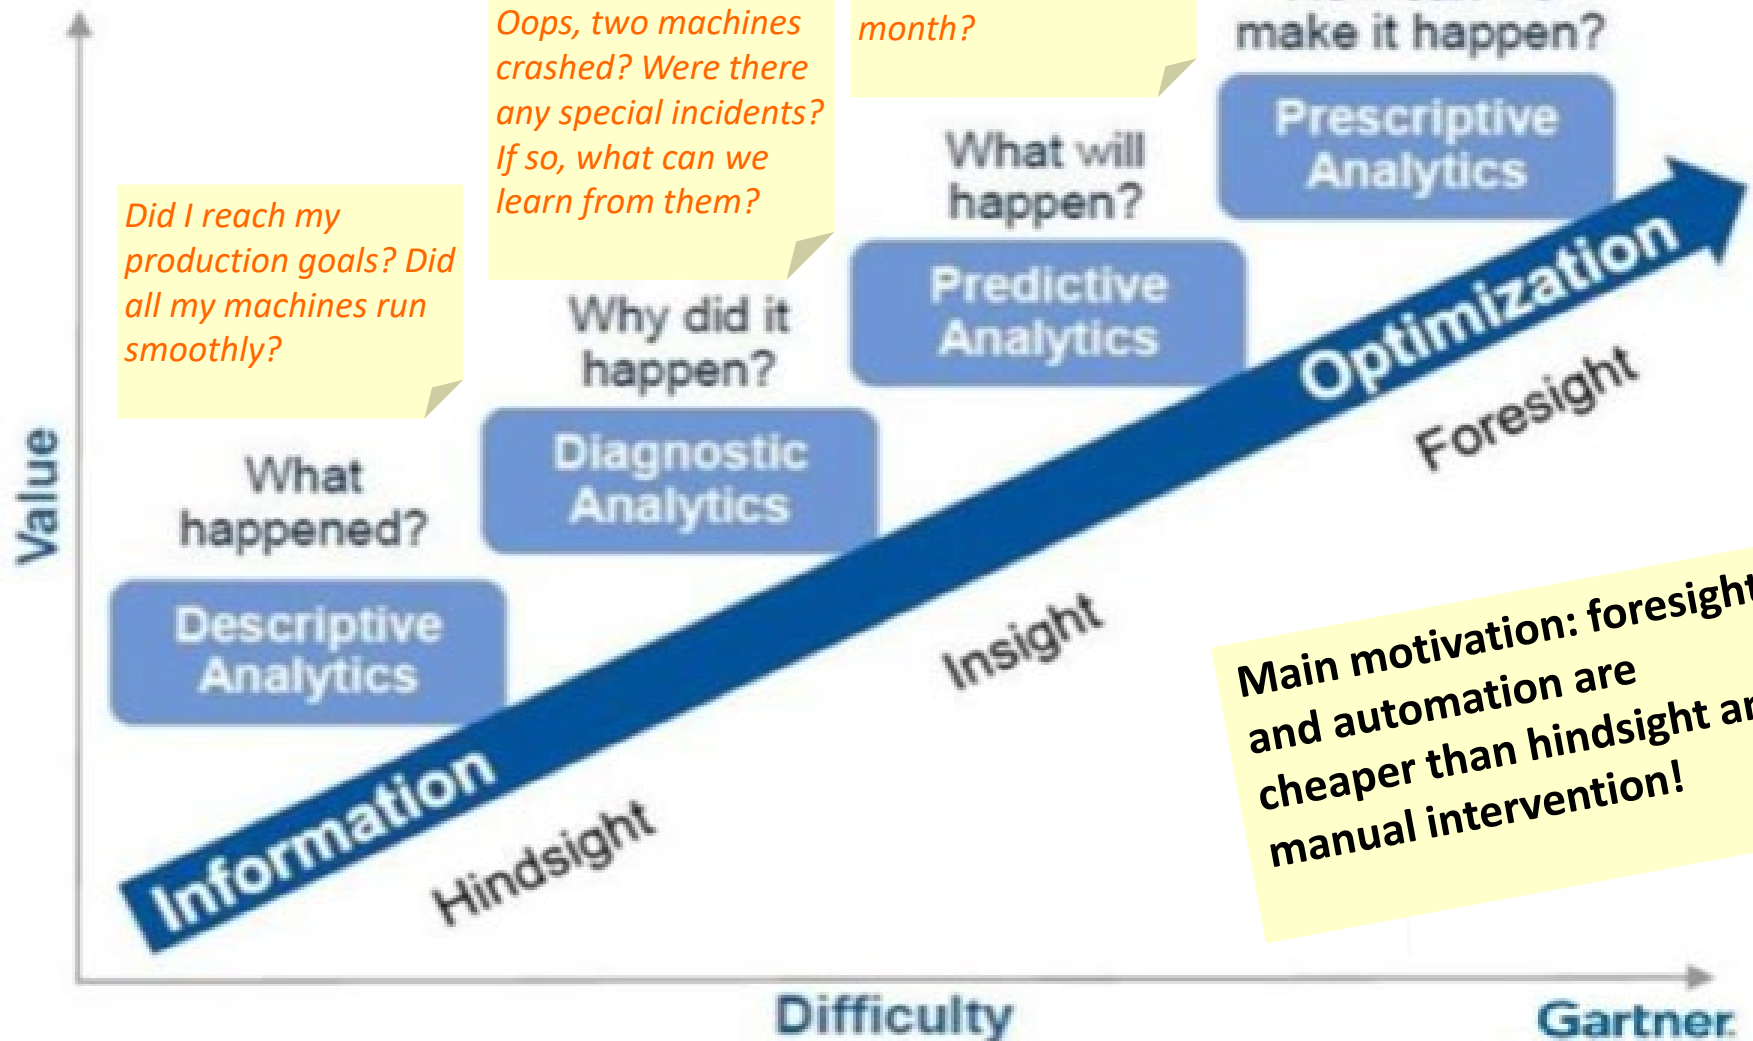 Oops, two machines
crashed? Were there
any special incidents?
If so, what can we
learn from them?
month?
make it happen?
Prescriptive
Analytics
What will
happen?
Predictive
Analytics
Did I reach my
production goals? Did
all my machines run
smoothly?
Why did it
happen?
Diagnostic
Analytics
What
happened?
Descriptive
Analytics
Value
Information
Optimization
Hindsight
Insight
Foresight
Main motivation: foresight
and automation are
cheaper than hindsight
manual intervention!
Difficulty
Gartner.